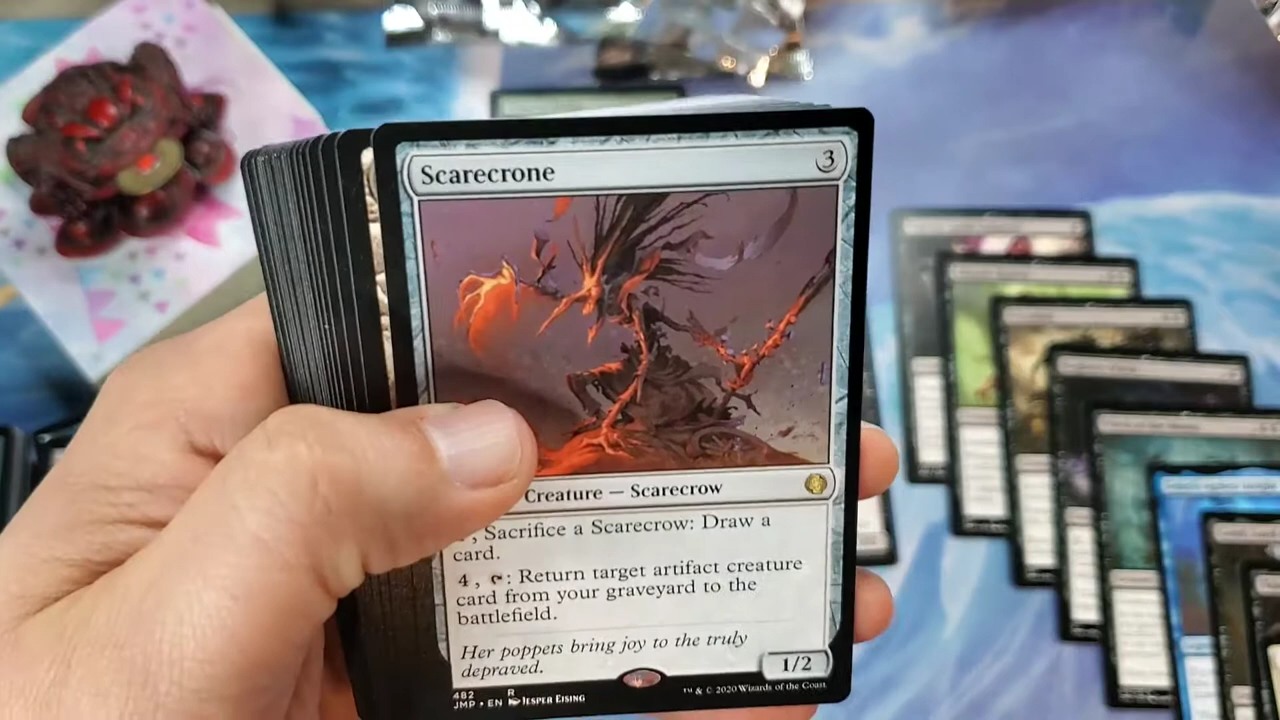 Scarecrone 3
Creature — Scarecrow
, Sacrifice a Scarecrow: Draw a
card.
4, : Return target artifact creature
card from your graveyard to the
battlefield.
Her poppets bring joy to the truly
depraved.
1/2
482 R
JMP • EN JESPER EJSING
™ & © 2020 Wizards of the Coast